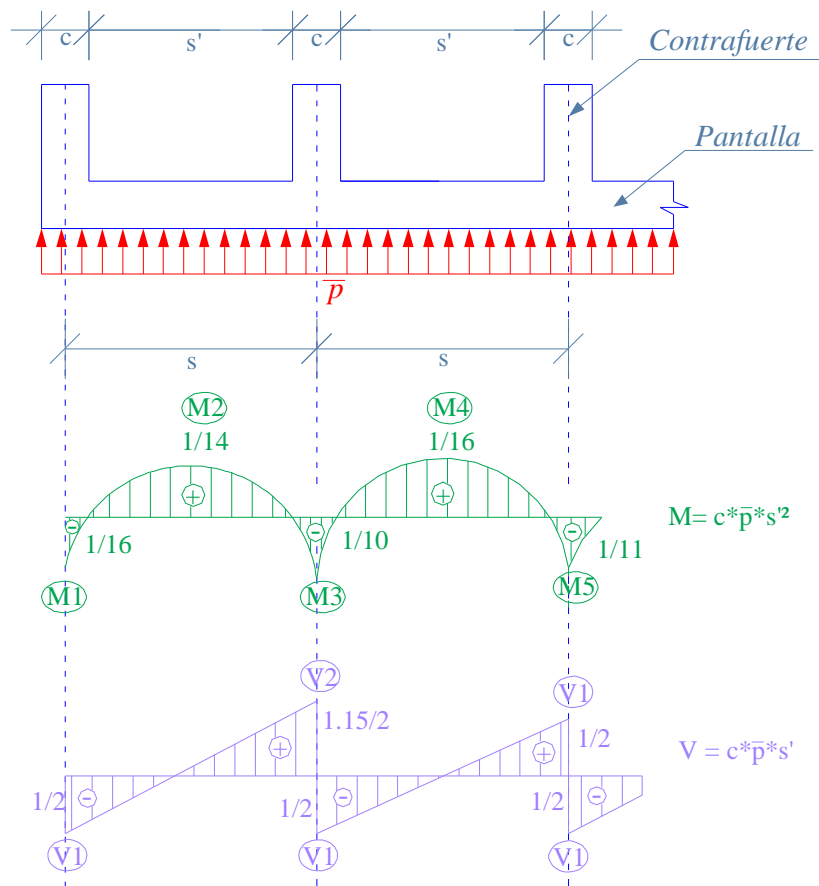 c s' c s' c
Contrafuerte
Pantalla
p̅
s s
M2 M4
1/14 1/16
+ +
- - -
M= c*p̅*s'²
1/16 1/10 1/11
M1 M3 M5
V2 V1
1.15/2
+ + 1/2
V = c*p̅*s'
1/2 - 1/2 - 1/2 -
V1 V1 V1